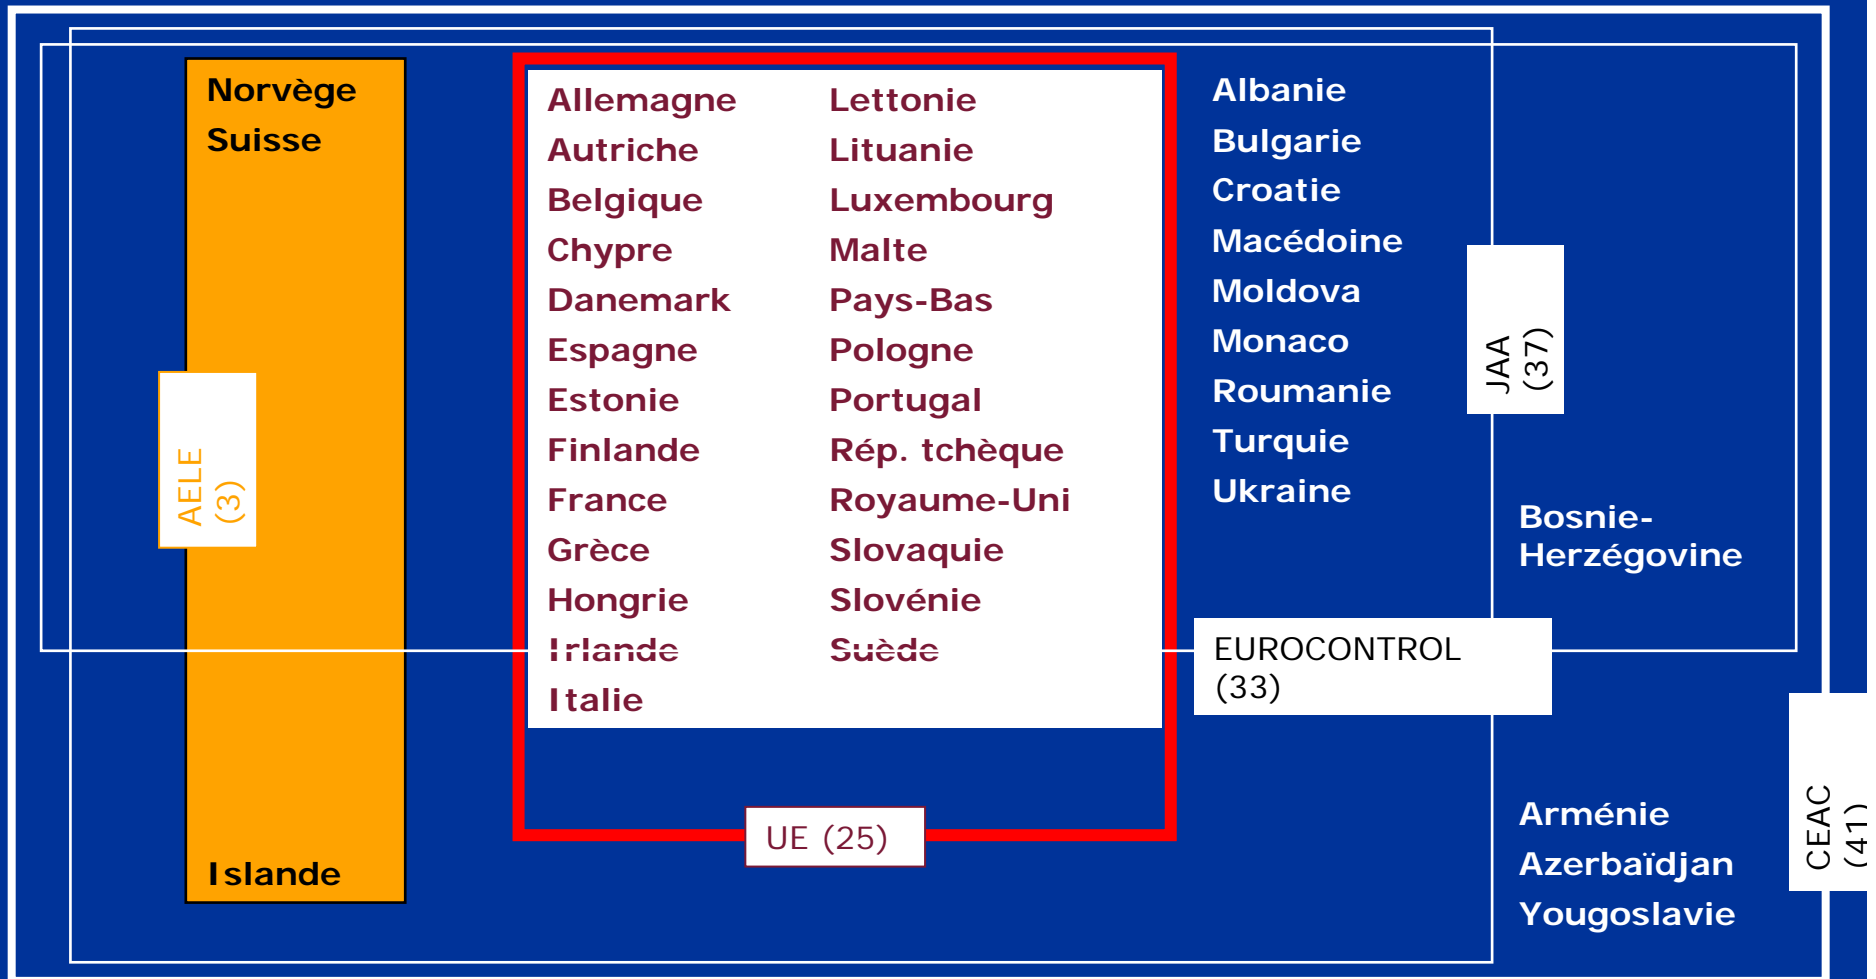 Norvège
Suisse
Islande
AELE
(3)
Allemagne
Autriche
Belgique
Chypre
Danemark
Espagne
Estonie
Finlande
France
Grèce
Hongrie
Irlande
Italie
Lettonie
Lituanie
Luxembourg
Malte
Pays-Bas
Pologne
Portugal
Rép. tchèque
Royaume-Uni
Slovaquie
Slovénie
Suède
UE (25)
Albanie
Bulgarie
Croatie
Macédoine
Moldova
Monaco
Roumanie
Turquie
Ukraine
JAA
(37)
Bosnie-
Herzégovine
EUROCONTROL
(33)
Arménie
Azerbaïdjan
Yougoslavie
CEAC
(41)